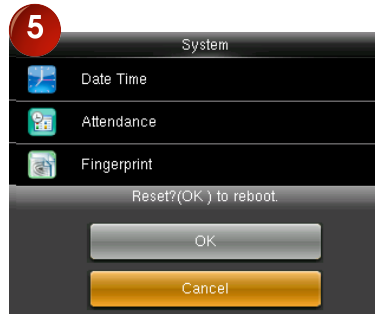 5
System
Date Time
Attendance
Fingerprint
Reset?(OK ) to reboot.
OK
Cancel